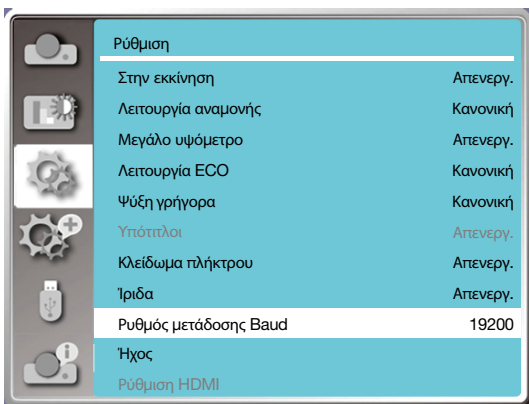 Ρύθμιση
Στην εκκίνηση Απενεργ.
Λειτουργία αναμονής Κανονική
Μεγάλο υψόμετρο Απενεργ.
Λειτουργία ECO Κανονική
Ψύξη γρήγορα Κανονική
Υπότιτλοι Απενεργ.
Κλείδωμα πλήκτρου Απενεργ.
Ίριδα Απενεργ.
Ρυθμός μετάδοσης Baud 19200
Ήχος
Ρύθμιση HDMI